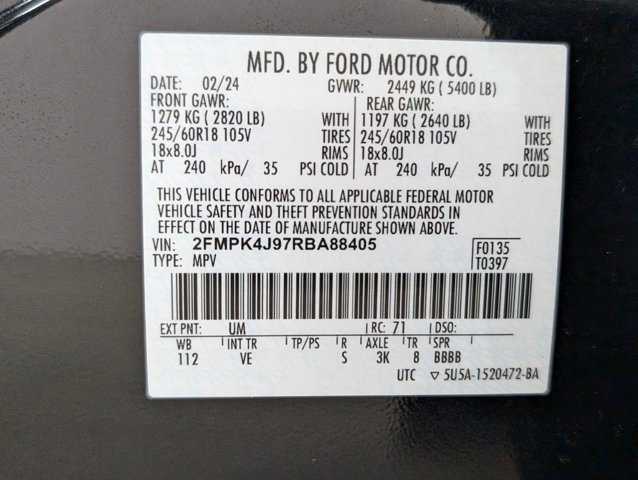 MFD. BY FORD MOTOR CO.
DATE: 02/24 GVWR: 2449 KG ( 5400 LB)
FRONT GAWR: REAR GAWR:
1279 KG ( 2820 LB) WITH 1197 KG ( 2640 LB) WITH
245/60R18 105V TIRES 245/60R18 105V TIRES
18x8.0J RIMS 18x8.0J RIMS
AT 240 kPa/ 35 PSI COLD AT 240 kPa/ 35 PSI COLD
THIS VEHICLE CONFORMS TO ALL APPLICABLE FEDERAL MOTOR
VEHICLE SAFETY AND THEFT PREVENTION STANDARDS IN
EFFECT ON THE DATE OF MANUFACTURE SHOWN ABOVE.
VIN: 2FMPK4J97RBA88405 F0135
TYPE: MPV T0397
EXT PNT: UM RC: 71 DSO:
WB INT TR TP/PS R AXLE TR SPR
112 VE S 3K 8 BBBB
UTC ▽ 5U5A-1520472-BA